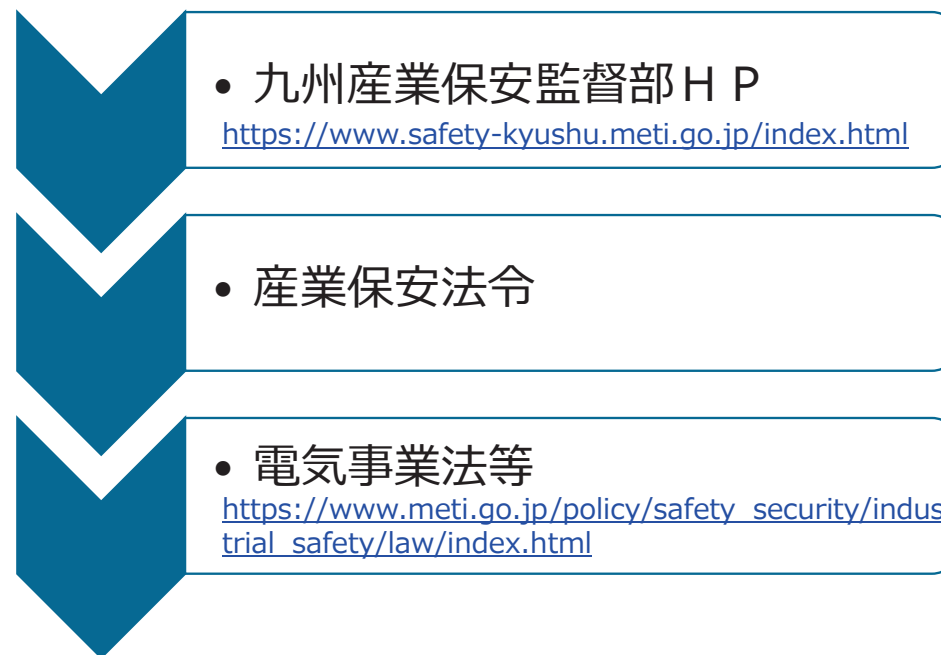 • 九州産業保安監督部ＨＰ
https://www.safety-kyushu.meti.go.jp/index.html
• 産業保安法令
• 電気事業法等
https://www.meti.go.jp/policy/safety_security/indus
trial_safety/law/index.html